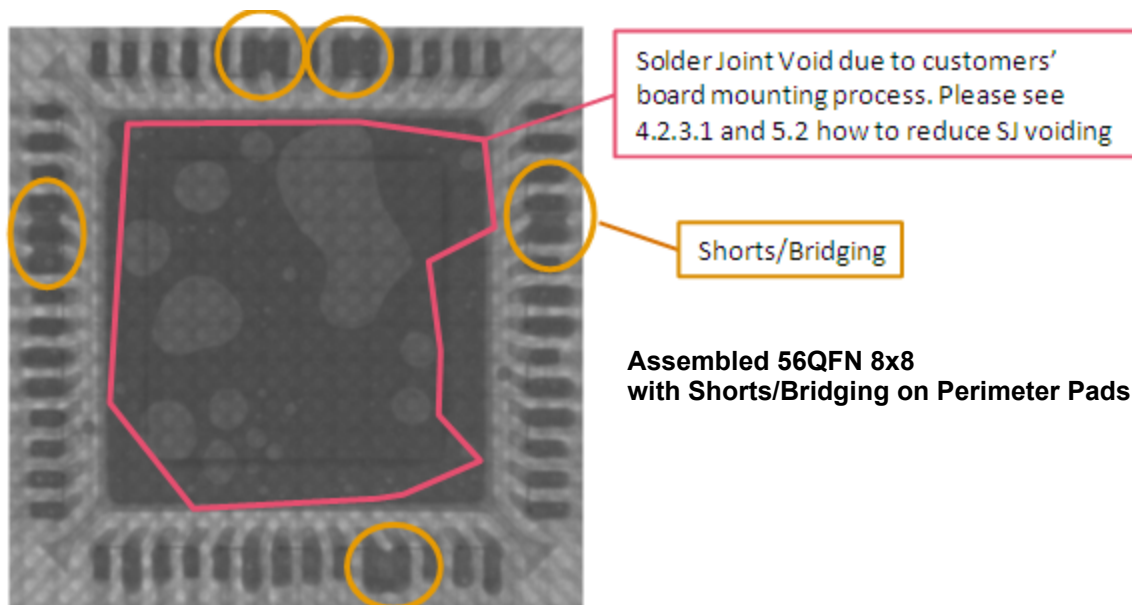 Solder Joint Void due to customers'
board mounting process. Please see
4.2.3.1 and 5.2 how to reduce SJ voiding
Shorts/Bridging
Assembled 56QFN 8x8
with Shorts/Bridging on Perimeter Pads